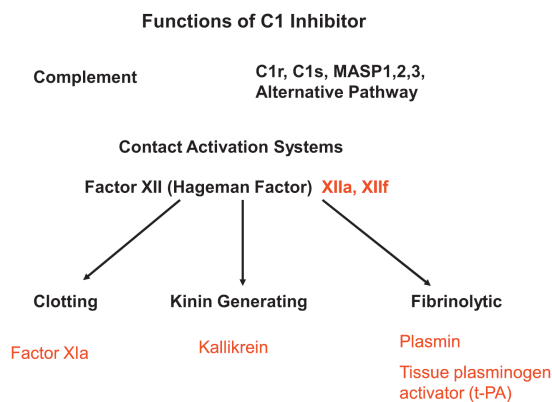 Functions of C1 Inhibitor
Complement
C1r, C1s, MASP1,2,3,
Alternative Pathway
Contact Activation Systems
Factor XII (Hageman Factor) XIIa, XIIf
Clotting
Kinin Generating
Fibrinolytic
Factor XIa
Kallikrein
Plasmin
Tissue plasminogen
activator (t-PA)